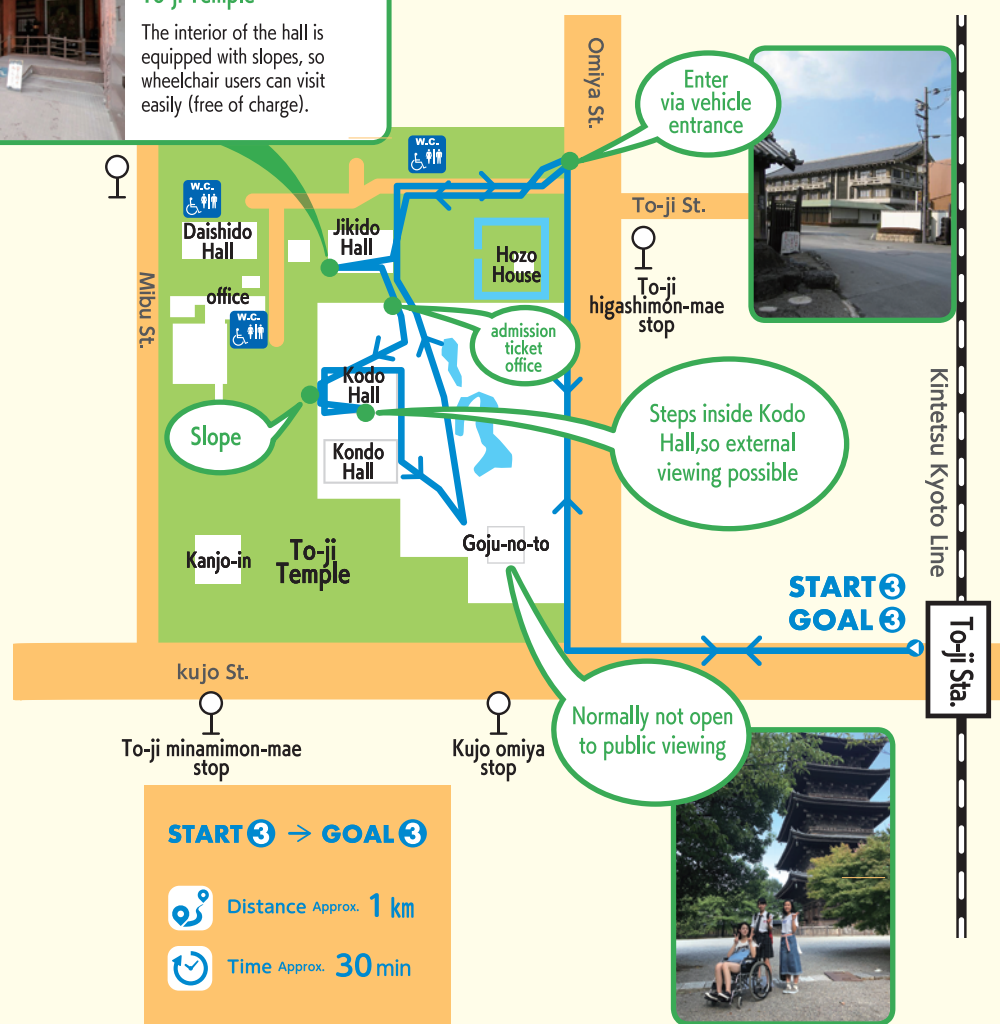 To-ji Temple
The interior of the hall is
equipped with slopes, so
wheelchair users can visit
easily (free of charge).
Omiya St.
Enter
via vehicle
entrance
W.C.
W.C.
Daishido
Hall
Jikido
Hall
Hozo
House
To-ji St.
To-ji
higashimon-mae
stop
Mibu St.
office
W.C.
admission
ticket
office
Kodo
Hall
Slope
Steps inside Kodo
Hall,so external
viewing possible
Kintetsu Kyoto Line
Kondo
Hall
Goju-no-to
Kanjo-in
To-ji
Temple
START 3
GOAL 3
To-ji Sta.
kujo St.
To-ji minamimon-mae
stop
Kujo omiya
stop
Normally not open
to public viewing
START 3 → GOAL 3
Distance Approx. 1 km
Time Approx. 30 min